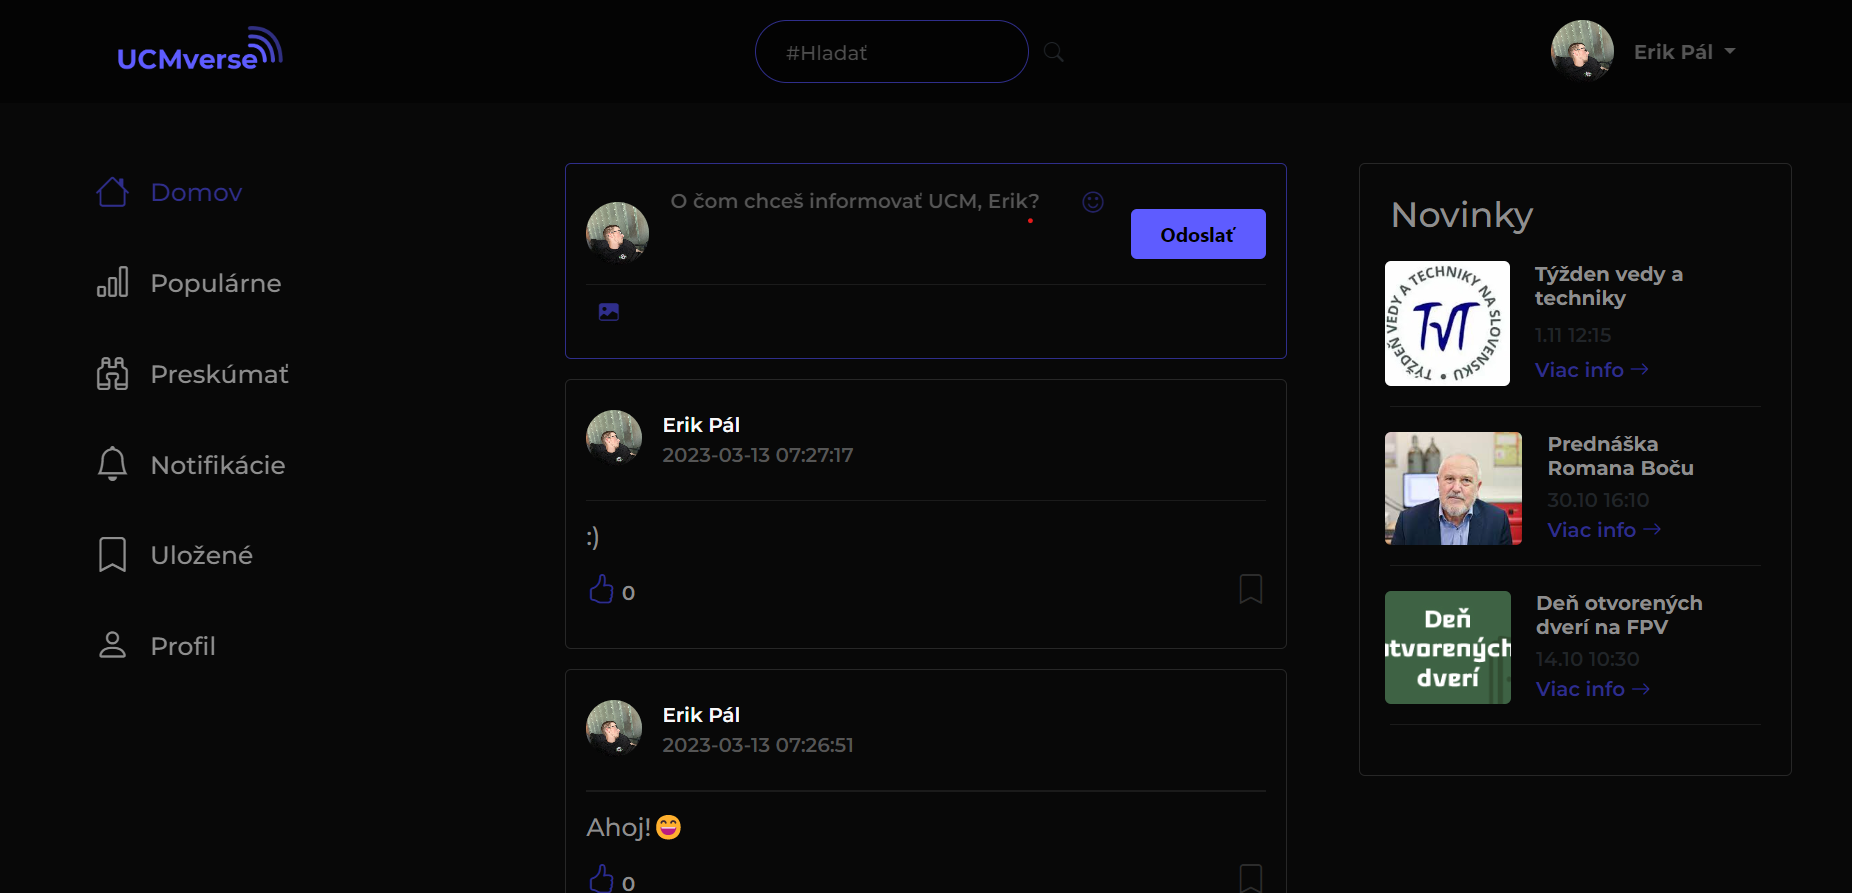 UCMverse
#Hladať
Erik Pál
Domov
Populárne
Preskúmať
Notifikácie
Uložené
Profil
O čom chceš informovať UCM, Erik?
Odoslať
Erik Pál
2023-03-13 07:27:17
:)
0
Erik Pál
2023-03-13 07:26:51
Ahoj!😄
0
Novinky
TÝŽDEŇ VEDY A TECHNIKY NA SLOVENSKU •
TVT
Týžden vedy a
techniky
1.11 12:15
Viac info →
Prednáška
Romana Boču
30.10 16:10
Viac info →
Deň
otvorených
dverí
Deň otvorených
dverí na FPV
14.10 10:30
Viac info →